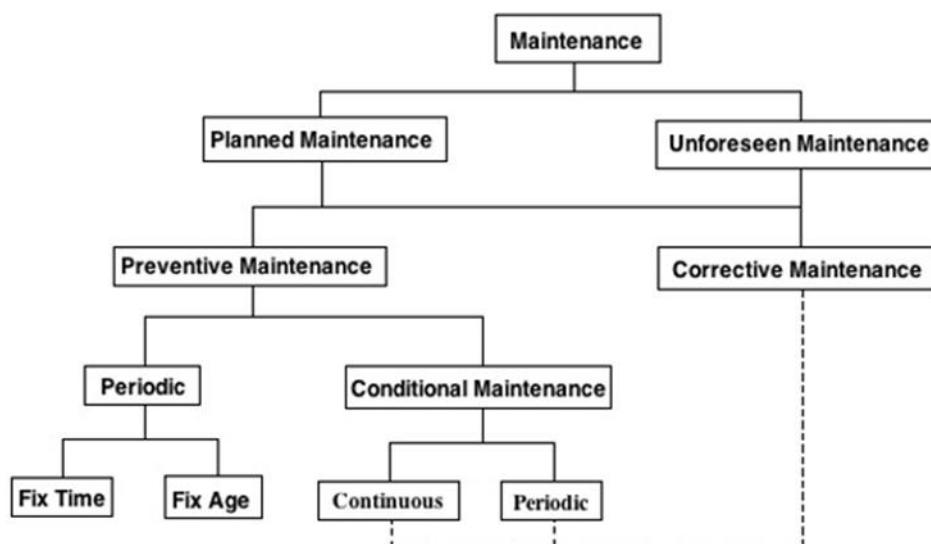 Maintenance
Planned Maintenance
Unforeseen Maintenance
Preventive Maintenance
Corrective Maintenance
Periodic
Conditional Maintenance
Fix Time
Fix Age
Continuous
Periodic